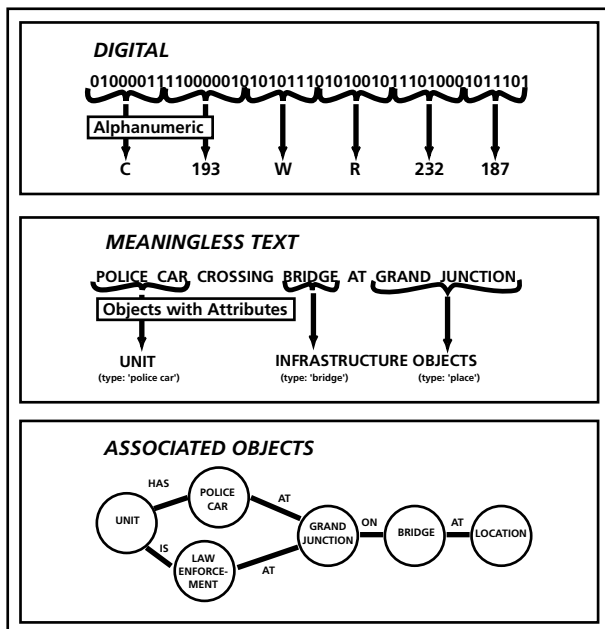 DIGITAL
01000011110000010101011101010010111010001011101
Alphanumeric
C 193 W R 232 187
MEANINGLESS TEXT
POLICE CAR CROSSING BRIDGE AT GRAND JUNCTION
Objects with Attributes
UNIT INFRASTRUCTURE OBJECTS
(type: 'police car') (type: 'bridge') (type: 'place')
ASSOCIATED OBJECTS
HAS
POLICE
CAR
AT
UNIT
GRAND
JUNCTION
ON
BRIDGE
AT
LOCATION
IS
LAW
ENFORCE-
MENT
AT